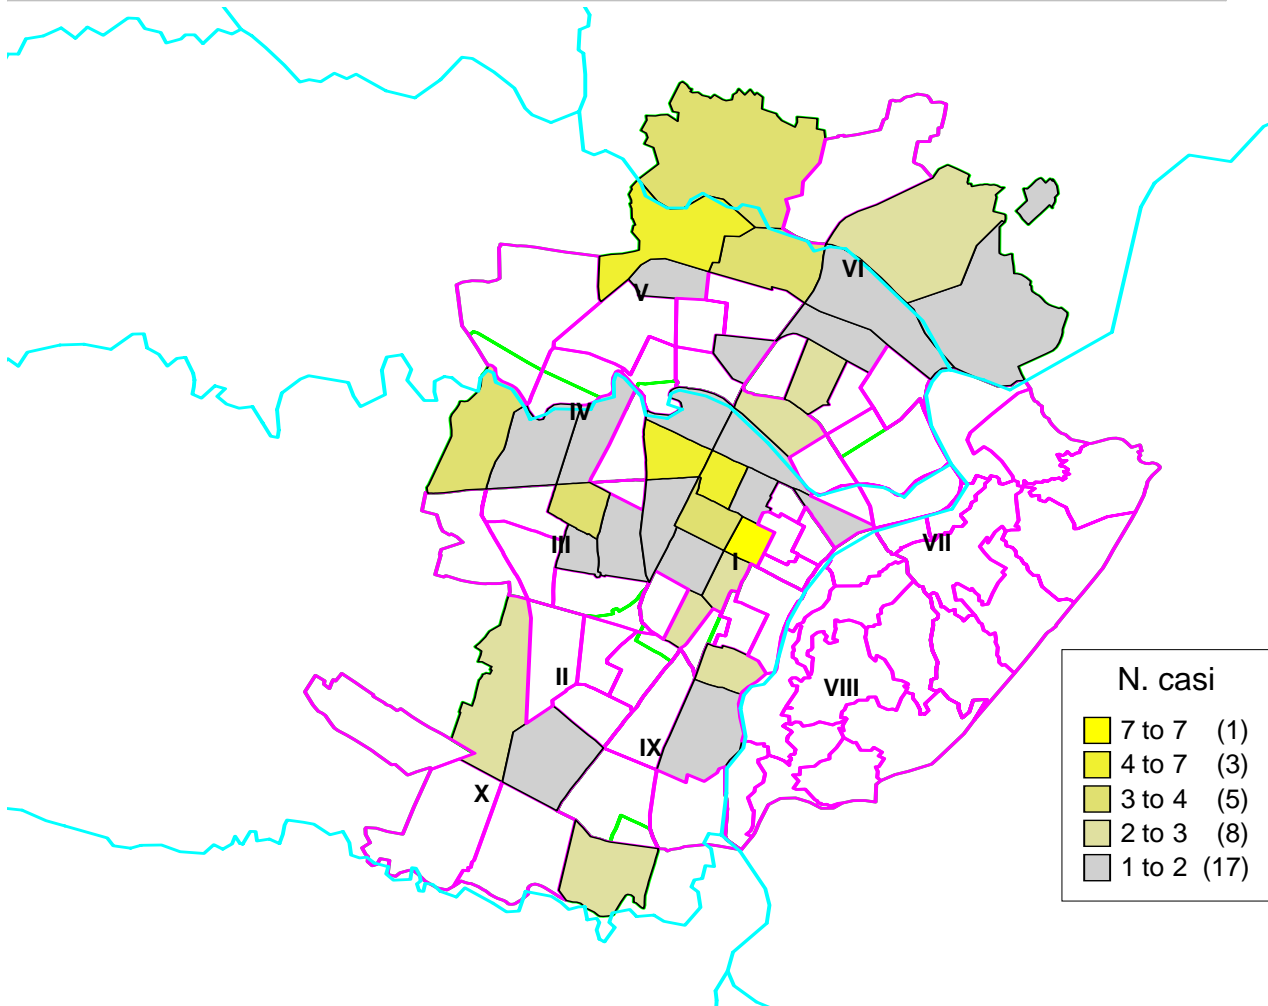 VI
V
IV
III
I
VII
II
VIII
IX
X
N. casi
7 to 7 (1)
4 to 7 (3)
3 to 4 (5)
2 to 3 (8)
1 to 2 (17)